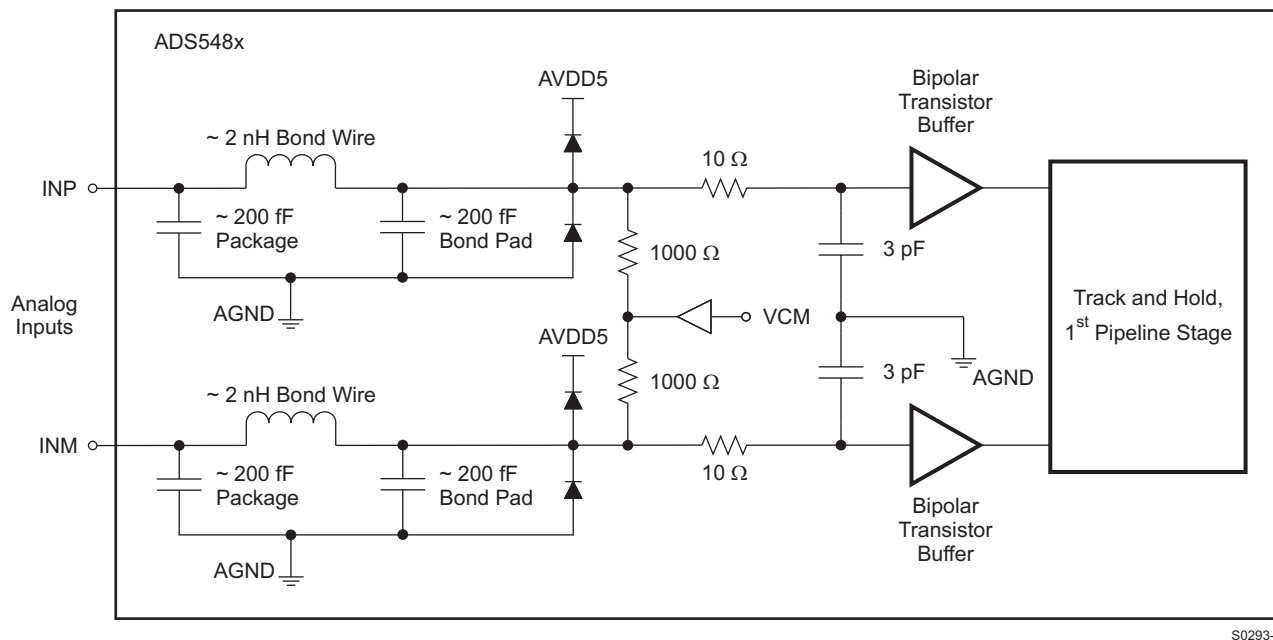 ADS548x
AVDD5
Bipolar
Transistor
Buffer
~ 2 nH Bond Wire
10 Ω
INP
~ 200 fF
Package
~ 200 fF
Bond Pad
1000 Ω
3 pF
Analog
Inputs
AGND
VCM
Track and Hold,
1st Pipeline Stage
AVDD5
AGND
~ 2 nH Bond Wire
1000 Ω
3 pF
INM
10 Ω
~ 200 fF
Package
~ 200 fF
Bond Pad
Bipolar
Transistor
Buffer
AGND
S0293-